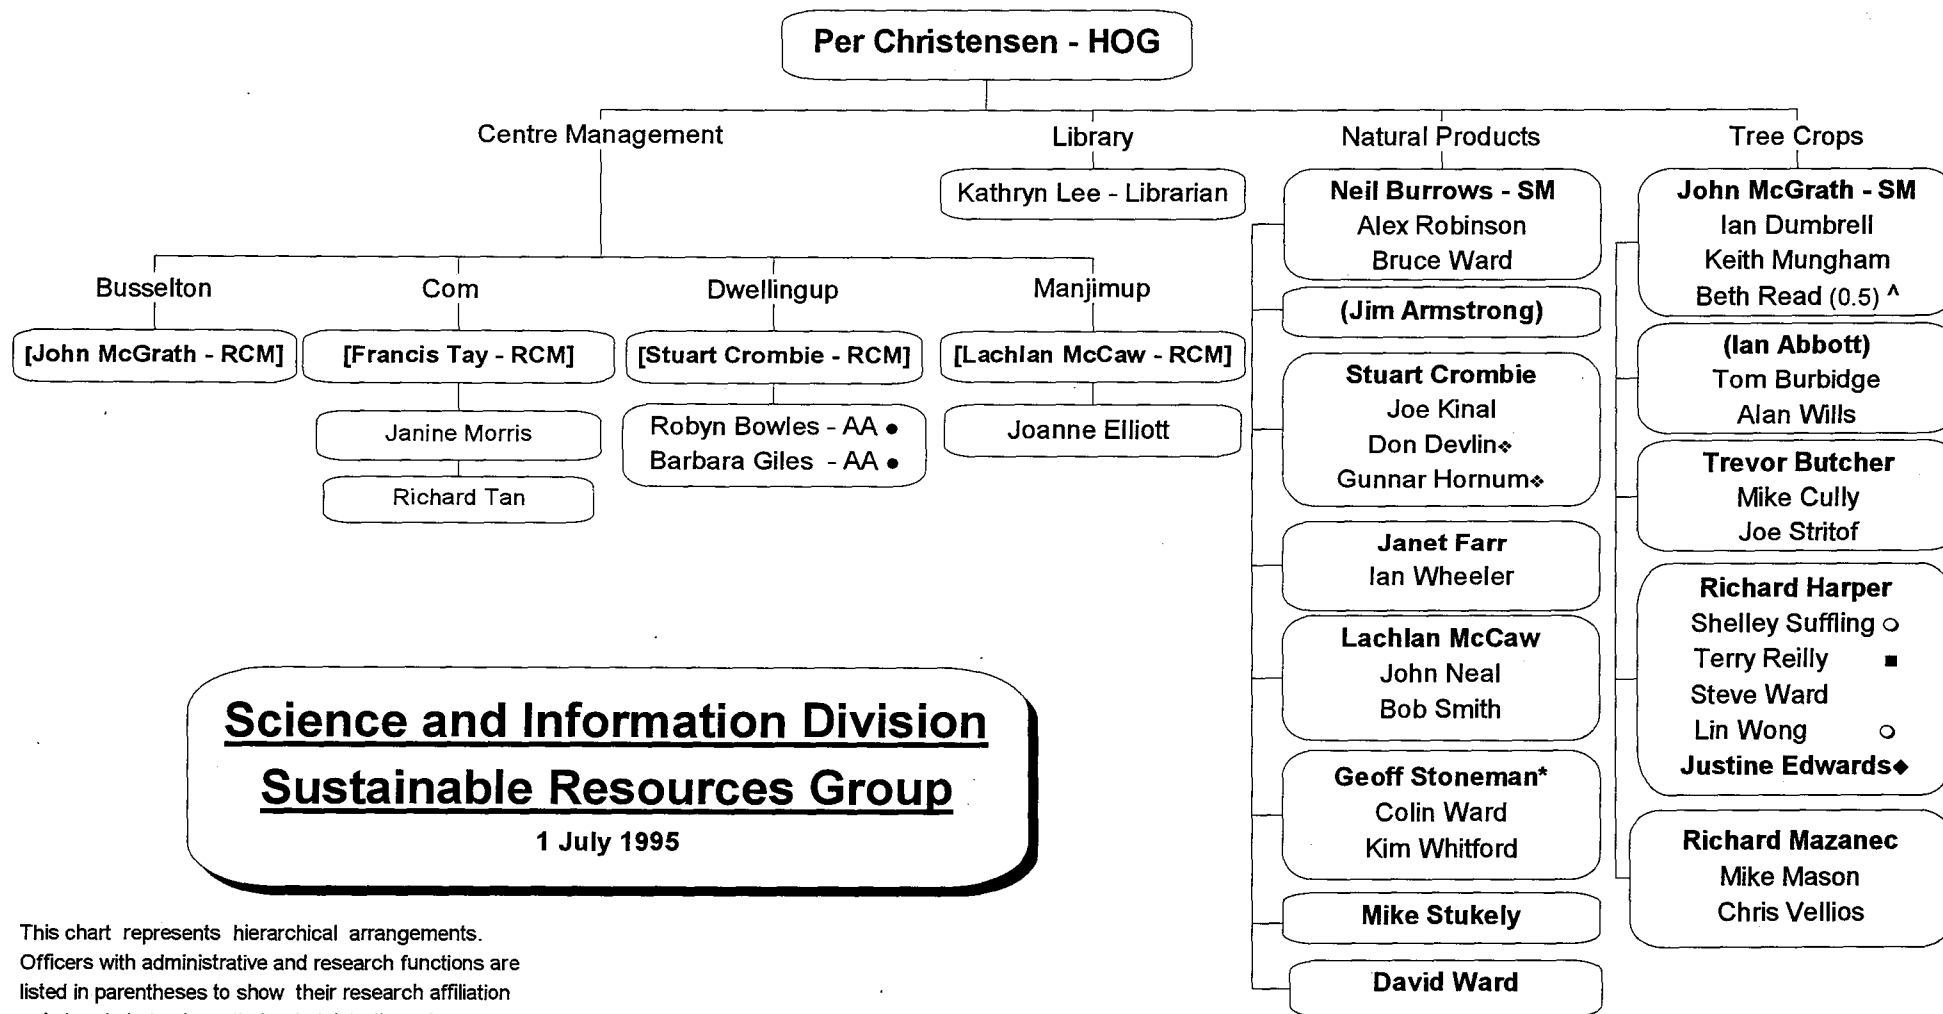 Per Christensen - HOG
Centre Management
Library
Natural Products
Tree Crops
Kathryn Lee - Librarian
Busselton
Com
Dwellingup
Manjimup
[John McGrath - RCM]
[Francis Tay - RCM]
[Stuart Crombie - RCM]
[Lachlan McCaw - RCM]
Janine Morris
Richard Tan
Robyn Bowles - AA ●
Barbara Giles - AA ●
Joanne Elliott
Neil Burrows - SM
Alex Robinson
Bruce Ward
(Jim Armstrong)
Stuart Crombie
Joe Kinal
Don Devlin❖
Gunnar Hornum❖
Janet Farr
Ian Wheeler
Lachlan McCaw
John Neal
Bob Smith
Geoff Stoneman*
Colin Ward
Kim Whitford
Mike Stukely
David Ward
John McGrath - SM
Ian Dumbrell
Keith Mungham
Beth Read (0.5) ^
(Ian Abbott)
Tom Burbidge
Alan Wills
Trevor Butcher
Mike Cully
Joe Stritof
Richard Harper
Shelley Suffling ○
Terry Reilly ■
Steve Ward
Lin Wong ○
Justine Edwards◆
Richard Mazanec
Mike Mason
Chris Vellios
Science and Information Division
Sustainable Resources Group
1 July 1995
This chart represents hierarchical arrangements.
Officers with administrative and research functions are
listed in parentheses to show their research affiliation